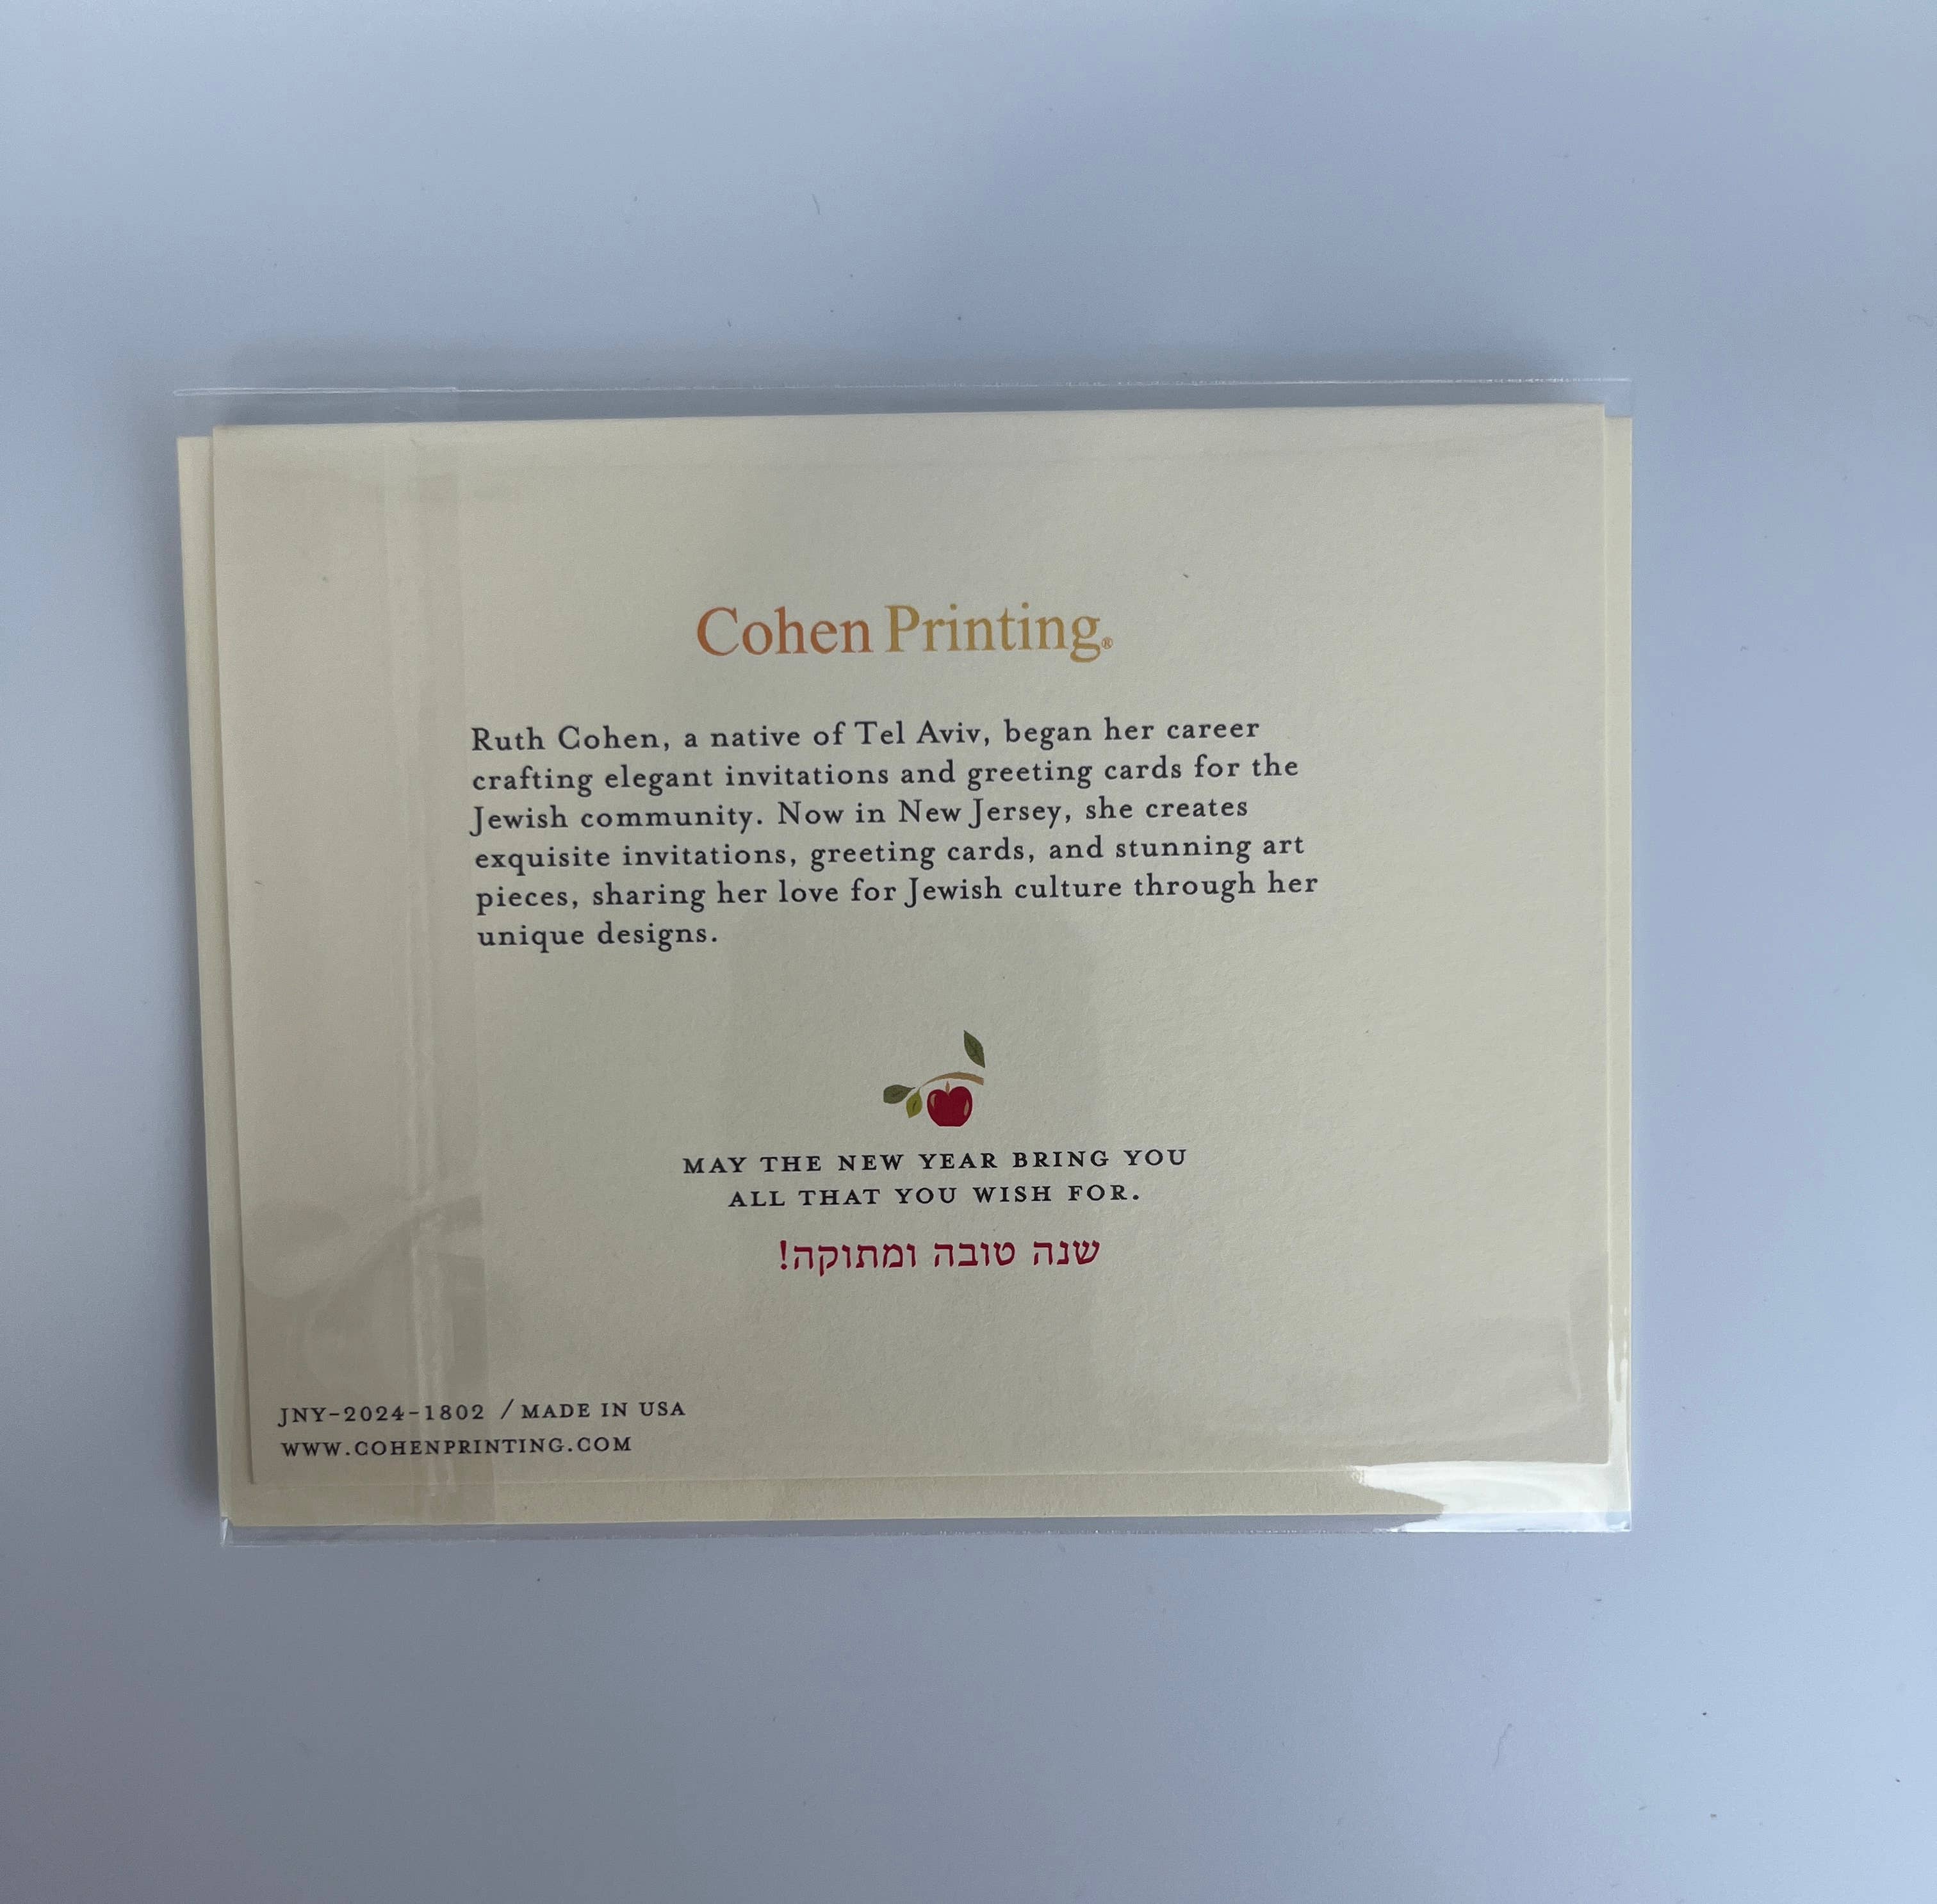 Cohen Printing®
Ruth Cohen, a native of Tel Aviv, began her career
crafting elegant invitations and greeting cards for the
Jewish community. Now in New Jersey, she creates
exquisite invitations, greeting cards, and stunning art
pieces, sharing her love for Jewish culture through her
unique designs.
MAY THE NEW YEAR BRING YOU
ALL THAT YOU WISH FOR.
שנה טובה ומתוקה!
JNY-2024-1802 / MADE IN USA
WWW.COHENPRINTING.COM